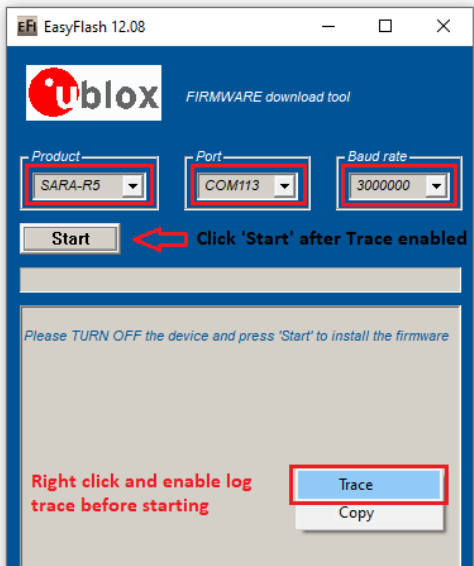 EFI EasyFlash 12.08
ublox
FIRMWARE download tool
Product
Port
Baud rate
SARA-R5
COM113
3000000
Start
Click 'Start' after Trace enabled
Please TURN OFF the device and press 'Start' to install the firmware
Right click and enable log
trace before starting
Trace
Copy